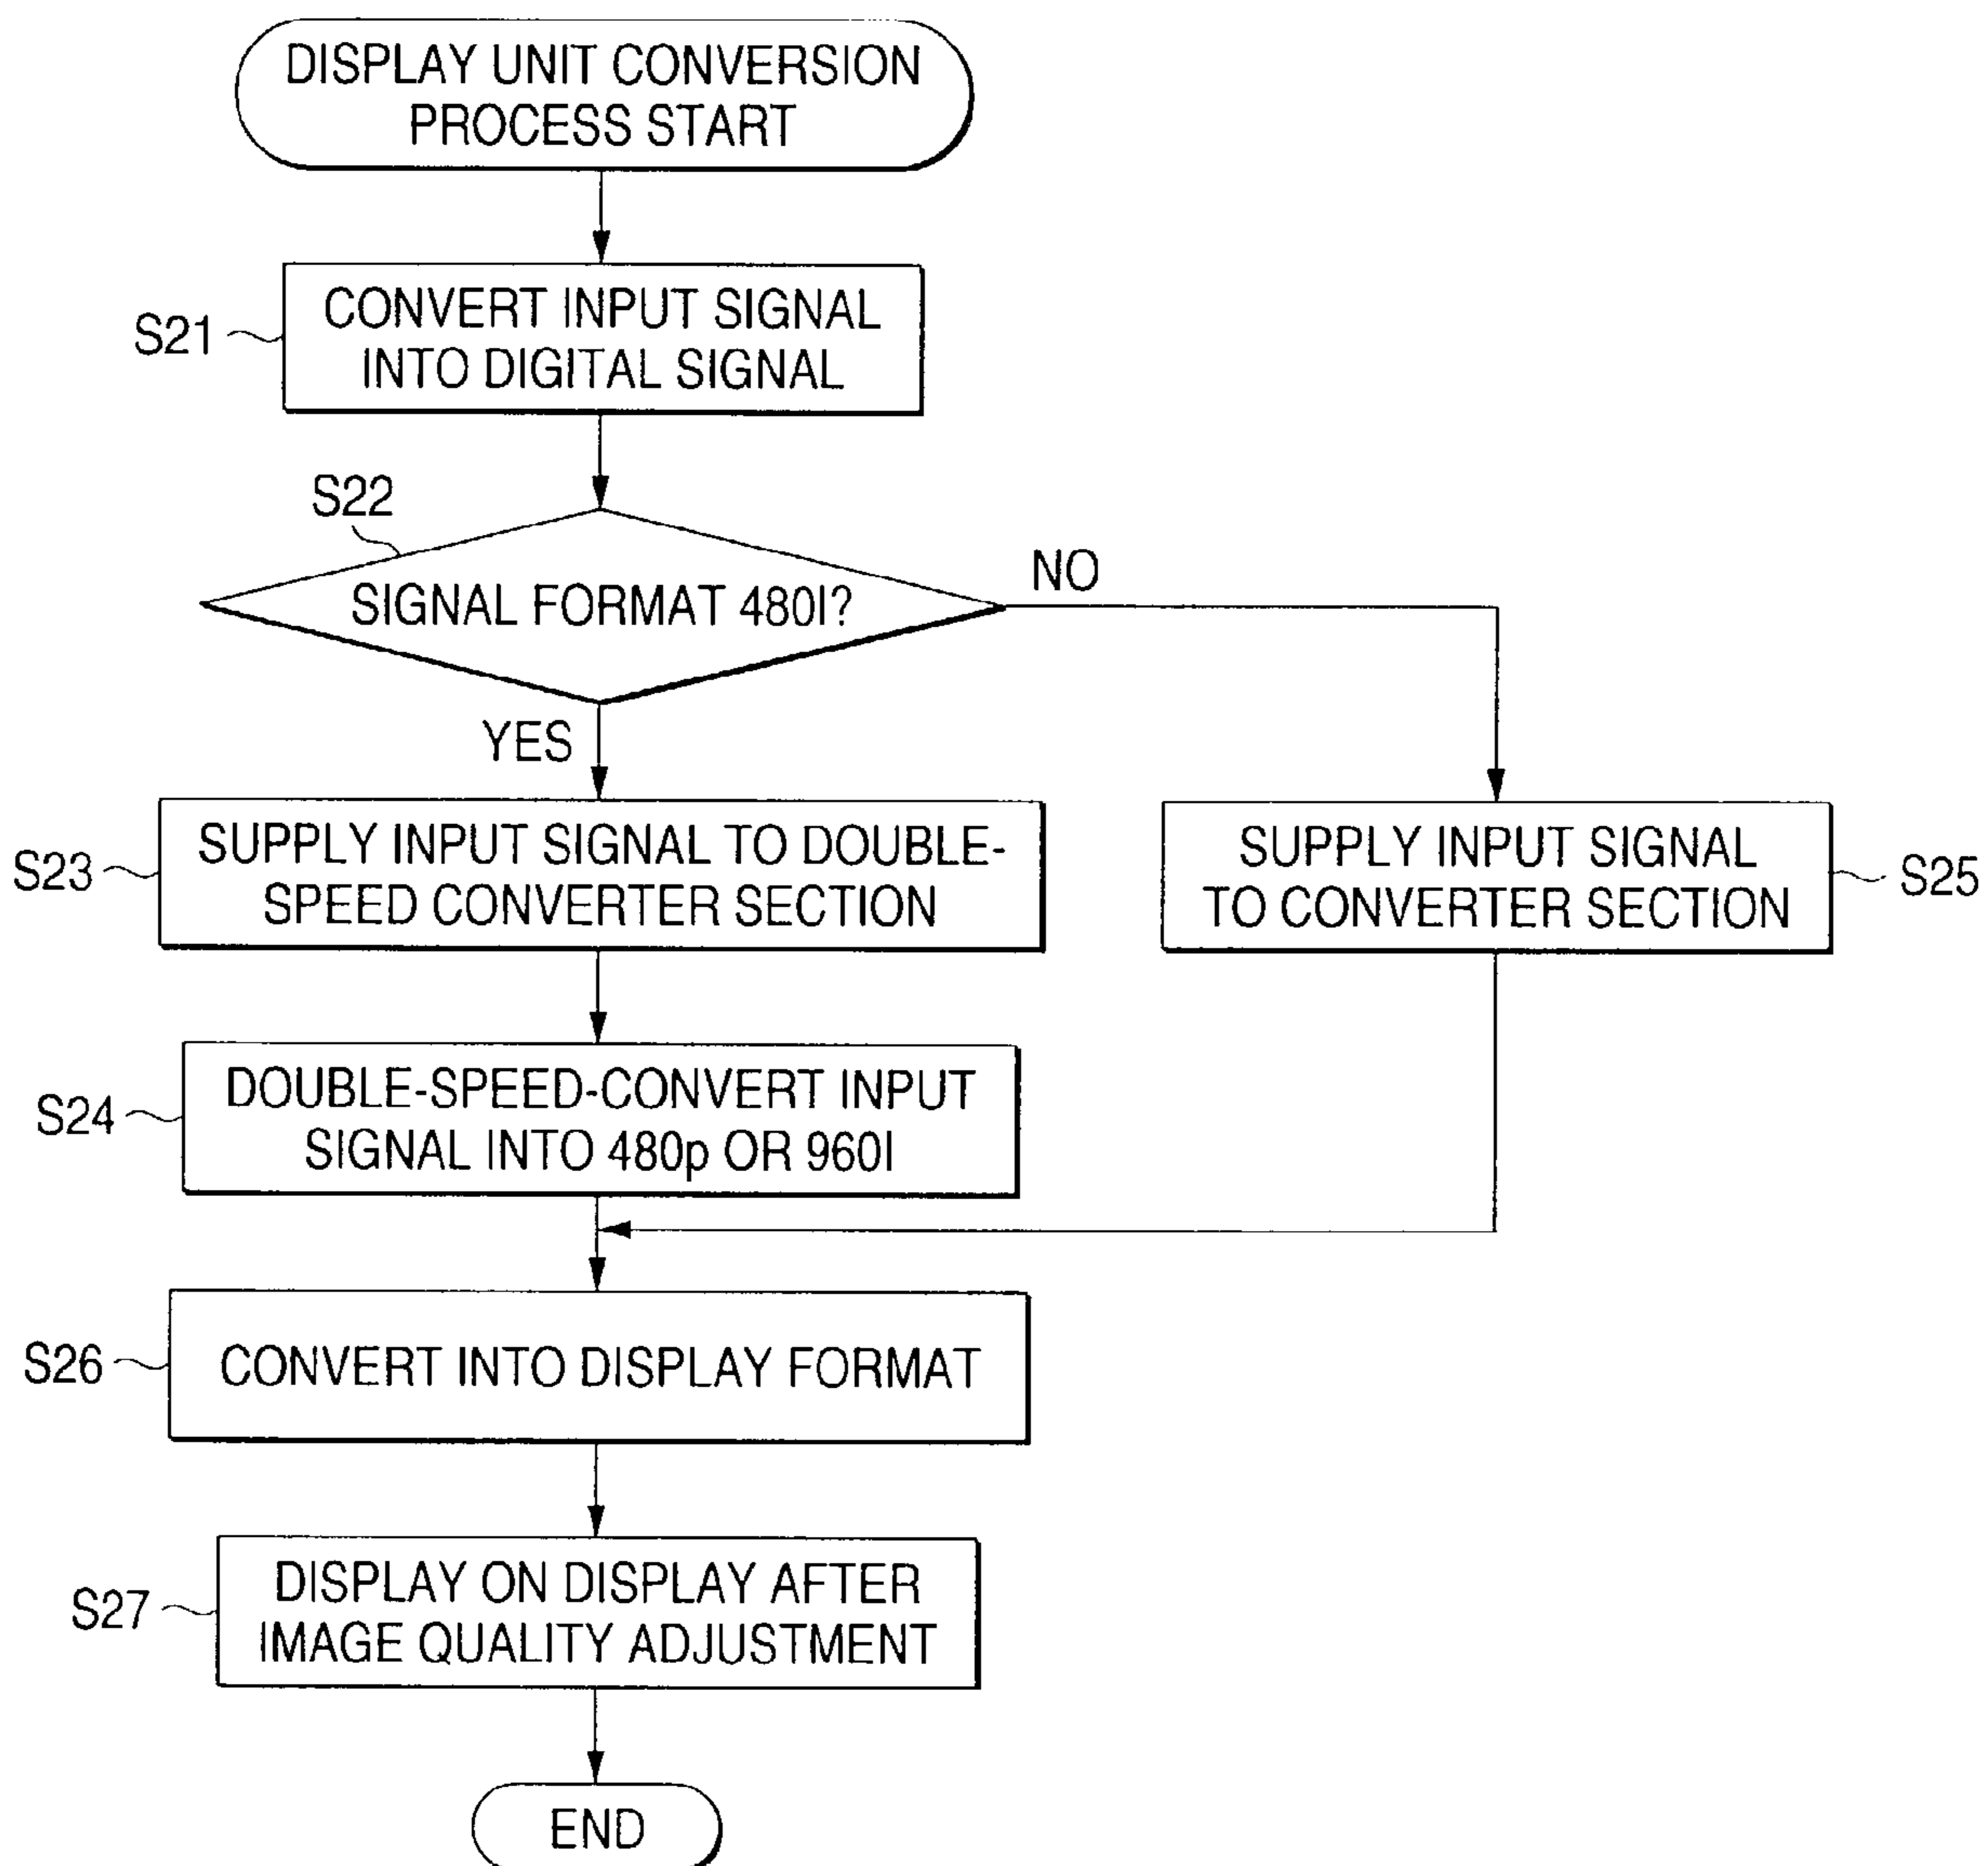 DISPLAY UNIT CONVERSION
PROCESS START
S21
CONVERT INPUT SIGNAL
INTO DIGITAL SIGNAL
S22
SIGNAL FORMAT 480I?
NO
YES
S23
SUPPLY INPUT SIGNAL TO DOUBLE-
SPEED CONVERTER SECTION
SUPPLY INPUT SIGNAL
TO CONVERTER SECTION
S25
S24
DOUBLE-SPEED-CONVERT INPUT
SIGNAL INTO 480p OR 960I
S26
CONVERT INTO DISPLAY FORMAT
S27
DISPLAY ON DISPLAY AFTER
IMAGE QUALITY ADJUSTMENT
END